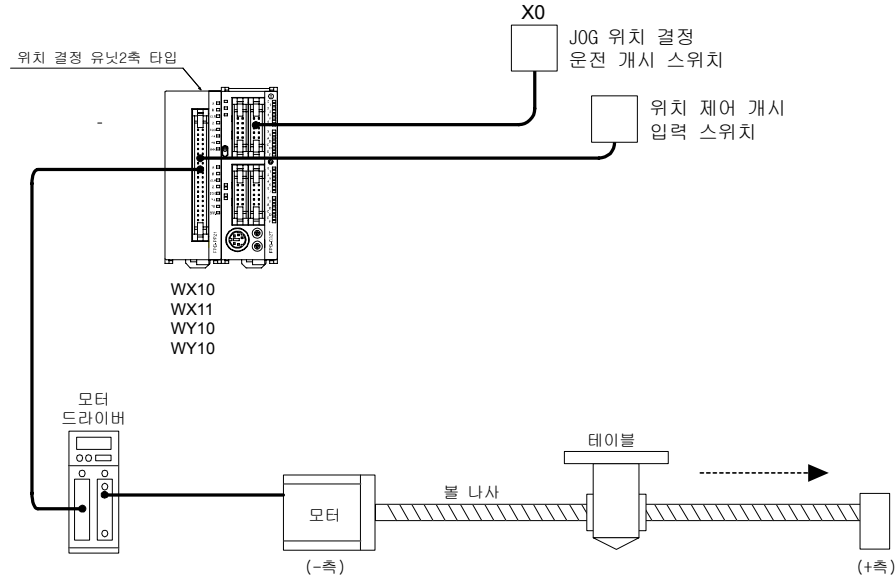 X0
JOG 위치 결정
운전 개시 스위치
위치 결정 유닛2축 타입
위치 제어 개시
입력 스위치
WX10
WX11
WY10
WY10
모터
드라이버
테이블
볼 나사
모터
(-측)
(+측)